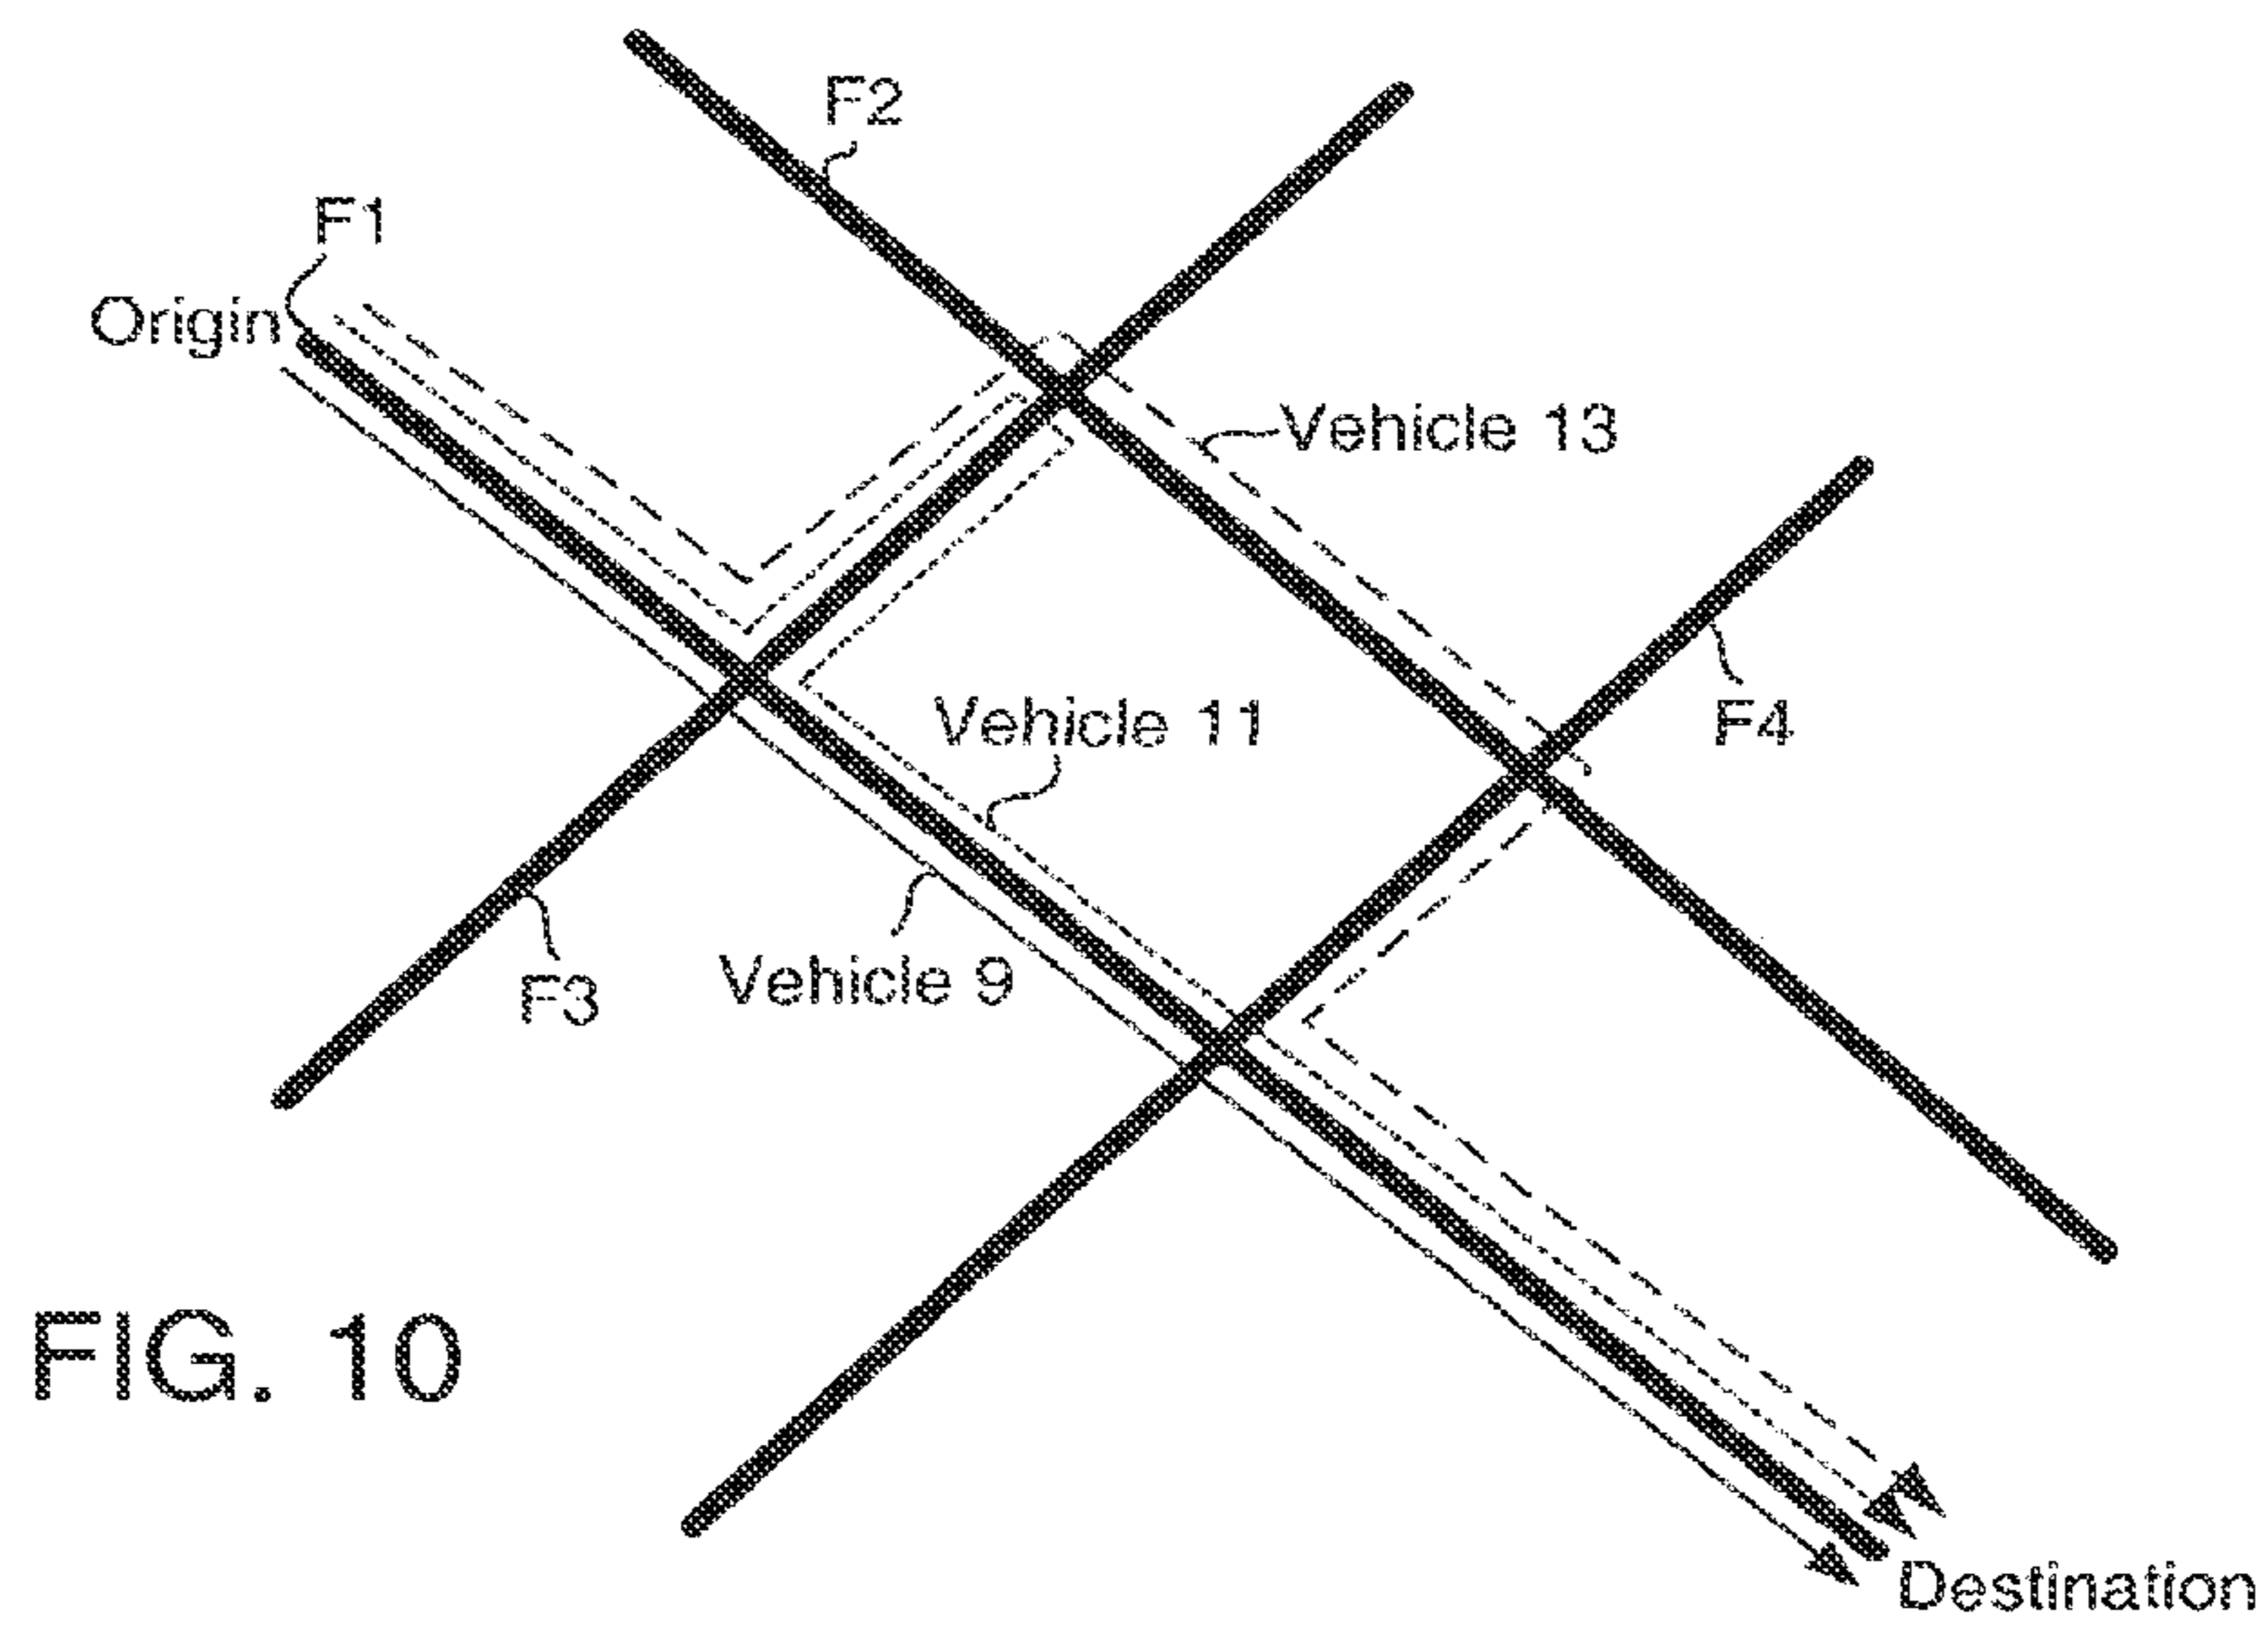 F2
F1
Origin
Vehicle 13
Vehicle 11
F4
Vehicle 9
F3
FIG. 10
Destination